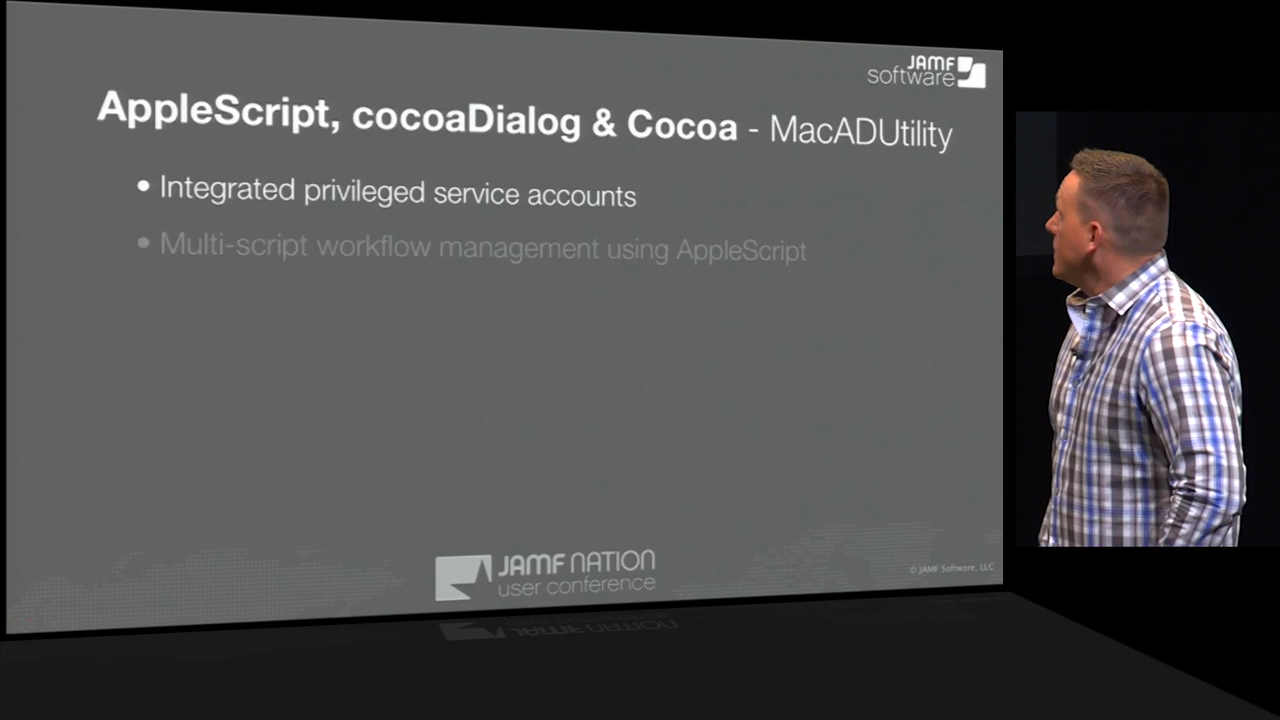 JAMF
software
AppleScript, cocoaDialog & Cocoa - MacADUtility
• Integrated privileged service accounts
• Multi-script workflow management using AppleScript
JAMF NATION
user conference
© JAMF Software, LLC